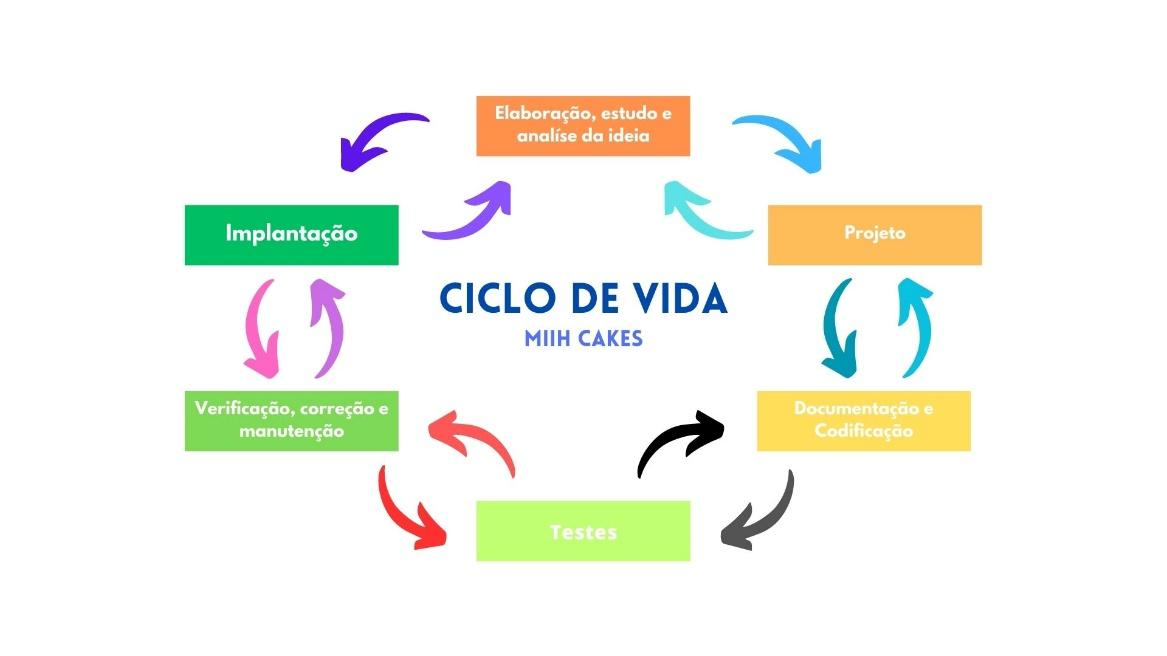 Elaboração, estudo e
analíse da ideia
Implantação
Projeto
CICLO DE VIDA
MIIH CAKES
Verificação, correção e
manutenção
Documentação e
Codificação
Testes